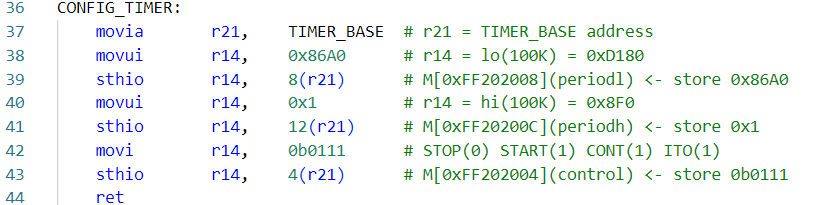 36 CONFIG_TIMER:
37 movia r21, TIMER_BASE # r21 = TIMER_BASE address
38 movui r14, 0x86A0 # r14 = lo(100K) = 0xD180
39 sthio r14, 8(r21) # M[0xFF202008](periodl) <- store 0x86A0
40 movui r14, 0x1 # r14 = hi(100K) = 0x8F0
41 sthio r14, 12(r21) # M[0xFF20200C](periodh) <- store 0x1
42 movi r14, 0b0111 # STOP(0) START(1) CONT(1) ITO(1)
43 sthio r14, 4(r21) # M[0xFF202004](control) <- store 0b0111
44 ret